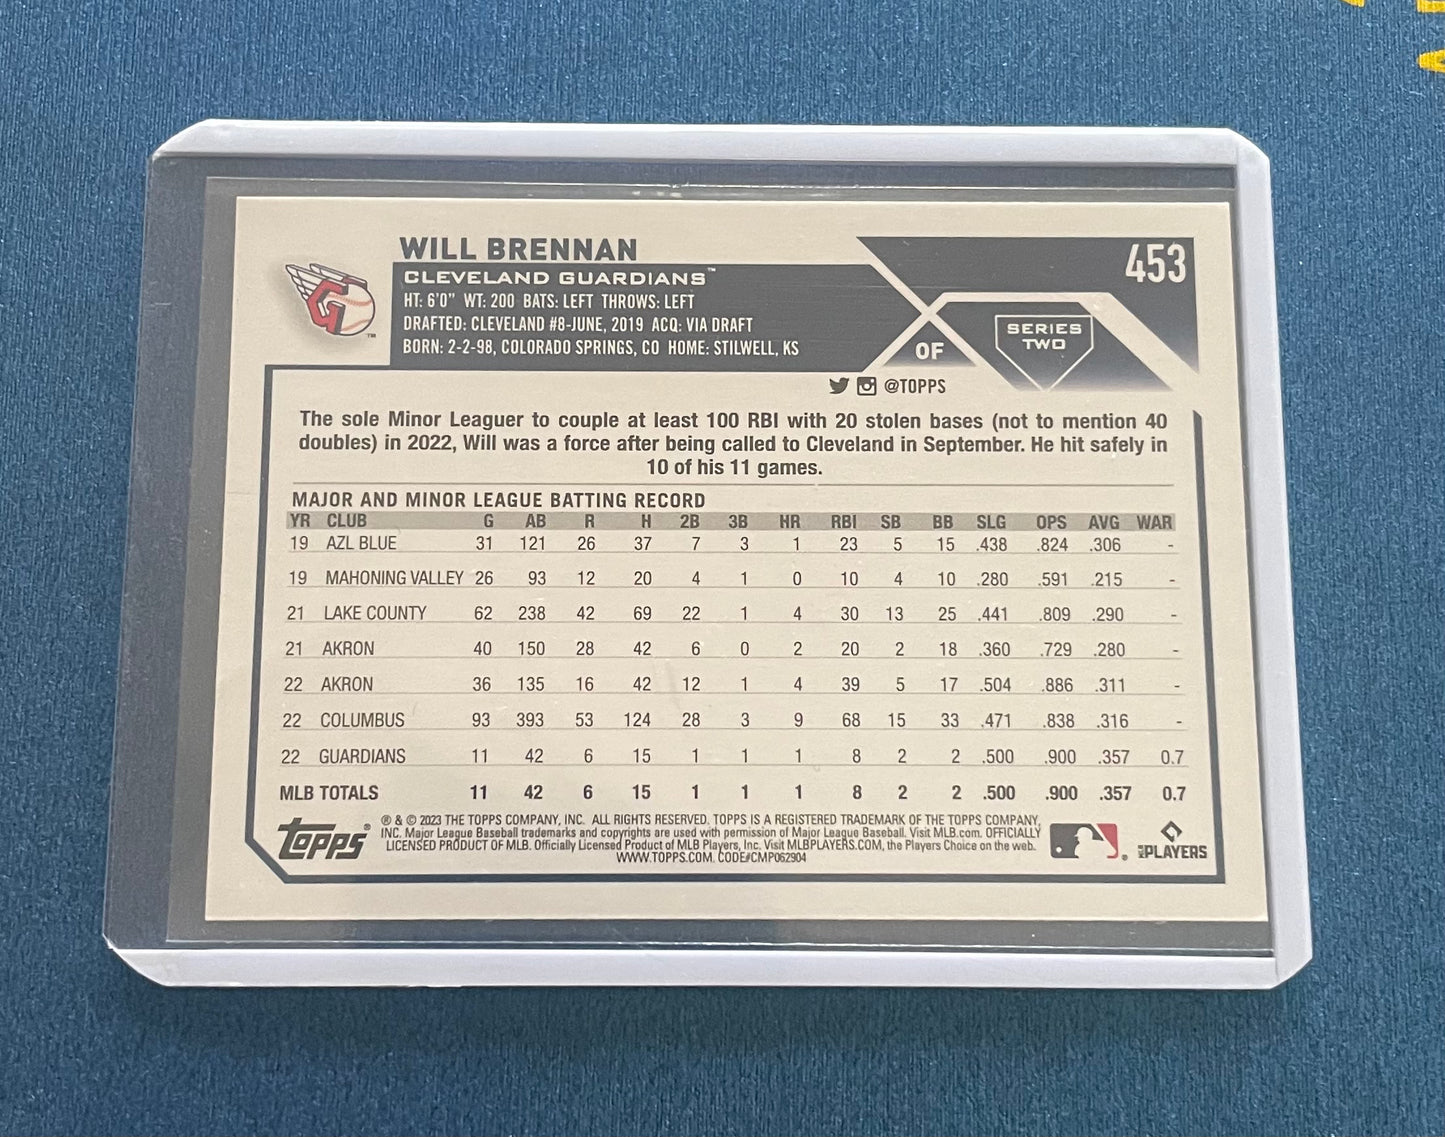 WILL BRENNAN
453
CLEVELAND GUARDIANS™
HT: 6'0" WT: 200 BATS: LEFT THROWS: LEFT
DRAFTED: CLEVELAND #8-JUNE, 2019 ACQ: VIA DRAFT
BORN: 2-2-98, COLORADO SPRINGS, CO HOME: STILWELL, KS
OF
SERIES
TWO
@TOPPS
The sole Minor Leaguer to couple at least 100 RBI with 20 stolen bases (not to mention 40
doubles) in 2022, Will was a force after being called to Cleveland in September. He hit safely in
10 of his 11 games.
MAJOR AND MINOR LEAGUE BATTING RECORD
YR CLUB G AB R H 2B 3B HR RBI SB BB SLG OPS AVG WAR
19 AZL BLUE 31 121 26 37 7 3 1 23 5 15 .438 .824 .306 -
19 MAHONING VALLEY 26 93 12 20 4 1 0 10 4 10 .280 .591 .215 -
21 LAKE COUNTY 62 238 42 69 22 1 4 30 13 25 .441 .809 .290 -
21 AKRON 40 150 28 42 6 0 2 20 2 18 .360 .729 .280 -
22 AKRON 36 135 16 42 12 1 4 39 5 17 .504 .886 .311 -
22 COLUMBUS 93 393 53 124 28 3 9 68 15 33 .471 .838 .316 -
22 GUARDIANS 11 42 6 15 1 1 1 8 2 2 .500 .900 .357 0.7
MLB TOTALS 11 42 6 15 1 1 1 8 2 2 .500 .900 .357 0.7
Topps®
® & © 2023 THE TOPPS COMPANY, INC. ALL RIGHTS RESERVED. TOPPS IS A REGISTERED TRADEMARK OF THE TOPPS COMPANY,
INC. Major League Baseball trademarks and copyrights are used with permission of Major League Baseball. Visit MLB.com. OFFICIALLY
LICENSED PRODUCT OF MLB. Officially Licensed Product of MLB Players, Inc. Visit MLBPLAYERS.COM, the Players Choice on the web.
WWW.TOPPS.COM. CODE#CMP062904
PLAYERS